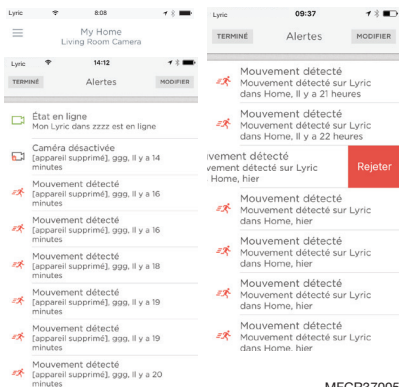 Lyric 8:08
My Home
Living Room Camera
Lyric 14:12
TERMINÉ Alertes MODIFIER
État en ligne
Mon Lyric dans zzzz est en ligne
Caméra désactivée
[appareil supprimé], ggg, Il y a 14
minutes
Mouvement détecté
[appareil supprimé], ggg, Il y a 16
minutes
Mouvement détecté
[appareil supprimé], ggg, Il y a 16
minutes
Mouvement détecté
[appareil supprimé], ggg, Il y a 18
minutes
Mouvement détecté
[appareil supprimé], ggg, Il y a 19
minutes
Mouvement détecté
[appareil supprimé], ggg, Il y a 19
minutes
Mouvement détecté
[appareil supprimé], ggg, Il y a 20
minutes
Lyric 09:37
TERMINÉ Alertes MODIFIER
Mouvement détecté
Mouvement détecté sur Lyric
dans Home, Il y a 21 heures
Mouvement détecté
Mouvement détecté sur Lyric
dans Home, Il y a 22 heures
vement détecté
vement détecté sur Lyric
Home, hier
Rejeter
Mouvement détecté
Mouvement détecté sur Lyric
dans Home, hier
Mouvement détecté
Mouvement détecté sur Lyric
dans Home, hier
Mouvement détecté
Mouvement détecté sur Lyric
dans Home, hier
Mouvement détecté
Mouvement détecté sur Lyric
dans Home, hier